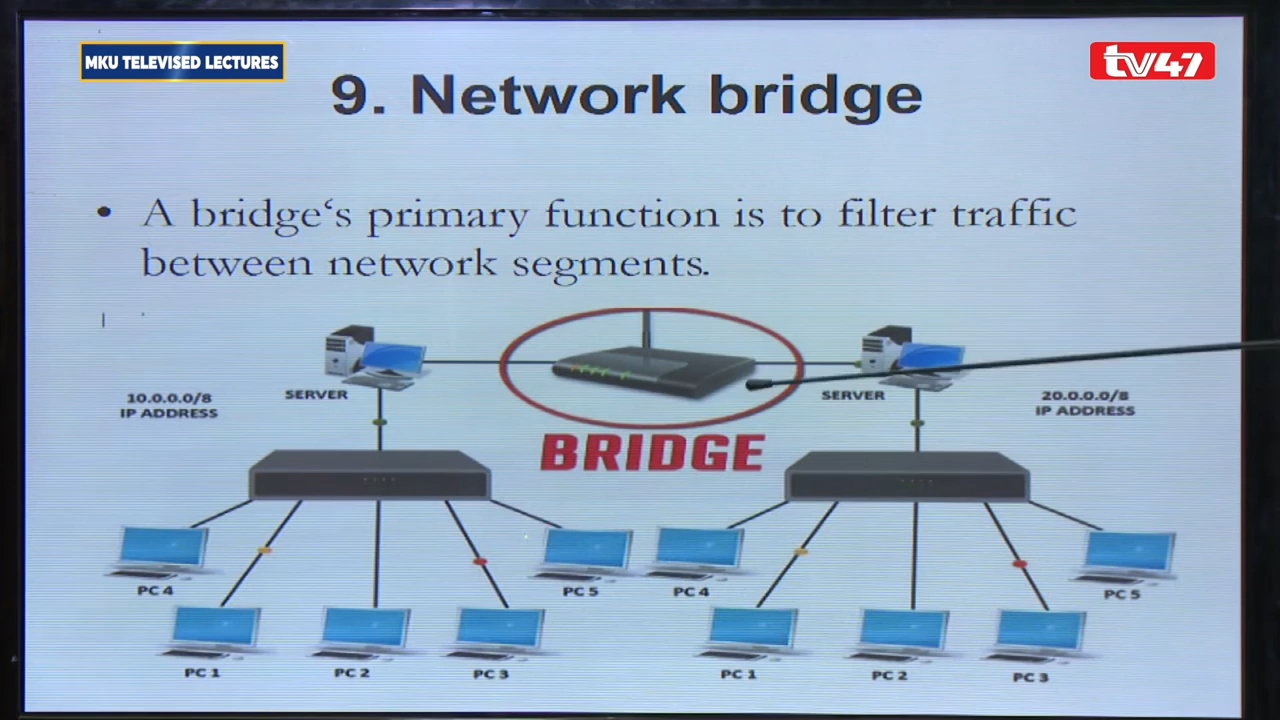 MKU TELEVISED LECTURES
tv47
9. Network bridge
• A bridge‘s primary function is to filter traffic
between network segments.
SERVER
SERVER
10.0.0.0/8
IP ADDRESS
20.0.0.0/8
IP ADDRESS
BRIDGE
PC 4
PC 5
PC 4
PC 5
PC 1
PC 2
PC 3
PC 1
PC 2
PC 3